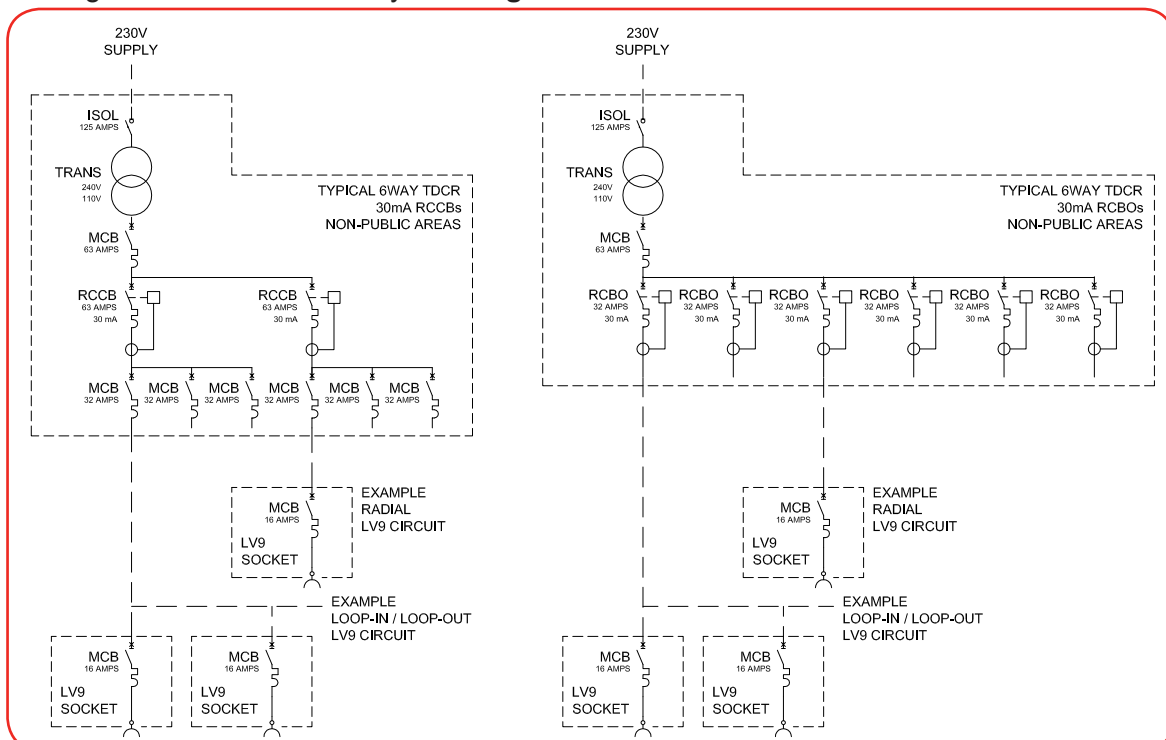 230V
SUPPLY
ISOL
125 AMPS
TRANS
240V
110V
TYPICAL 6WAY TDCR
30mA RCCBs
NON-PUBLIC AREAS
MCB
63 AMPS
RCCB
63 AMPS
30 mA
RCCB
63 AMPS
30 mA
MCB
32 AMPS
MCB
32 AMPS
MCB
32 AMPS
MCB
32 AMPS
MCB
32 AMPS
MCB
32 AMPS
MCB
16 AMPS
LV9
SOCKET
EXAMPLE
RADIAL
LV9 CIRCUIT
EXAMPLE
LOOP-IN / LOOP-OUT
LV9 CIRCUIT
MCB
16 AMPS
LV9
SOCKET
MCB
16 AMPS
LV9
SOCKET
230V
SUPPLY
ISOL
125 AMPS
TRANS
240V
110V
TYPICAL 6WAY TDCR
30mA RCBOs
NON-PUBLIC AREAS
MCB
63 AMPS
RCBO
32 AMPS
30 mA
RCBO
32 AMPS
30 mA
RCBO
32 AMPS
30 mA
RCBO
32 AMPS
30 mA
RCBO
32 AMPS
30 mA
RCBO
32 AMPS
30 mA
MCB
16 AMPS
LV9
SOCKET
EXAMPLE
RADIAL
LV9 CIRCUIT
EXAMPLE
LOOP-IN / LOOP-OUT
LV9 CIRCUIT
MCB
16 AMPS
LV9
SOCKET
MCB
16 AMPS
LV9
SOCKET